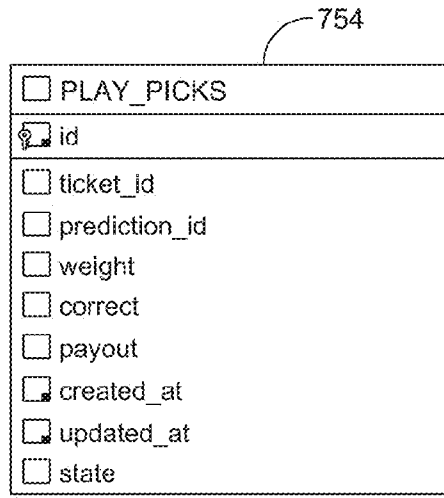 754
PLAY_PICKS
id
ticket_id
prediction_id
weight
correct
payout
created_at
updated_at
state